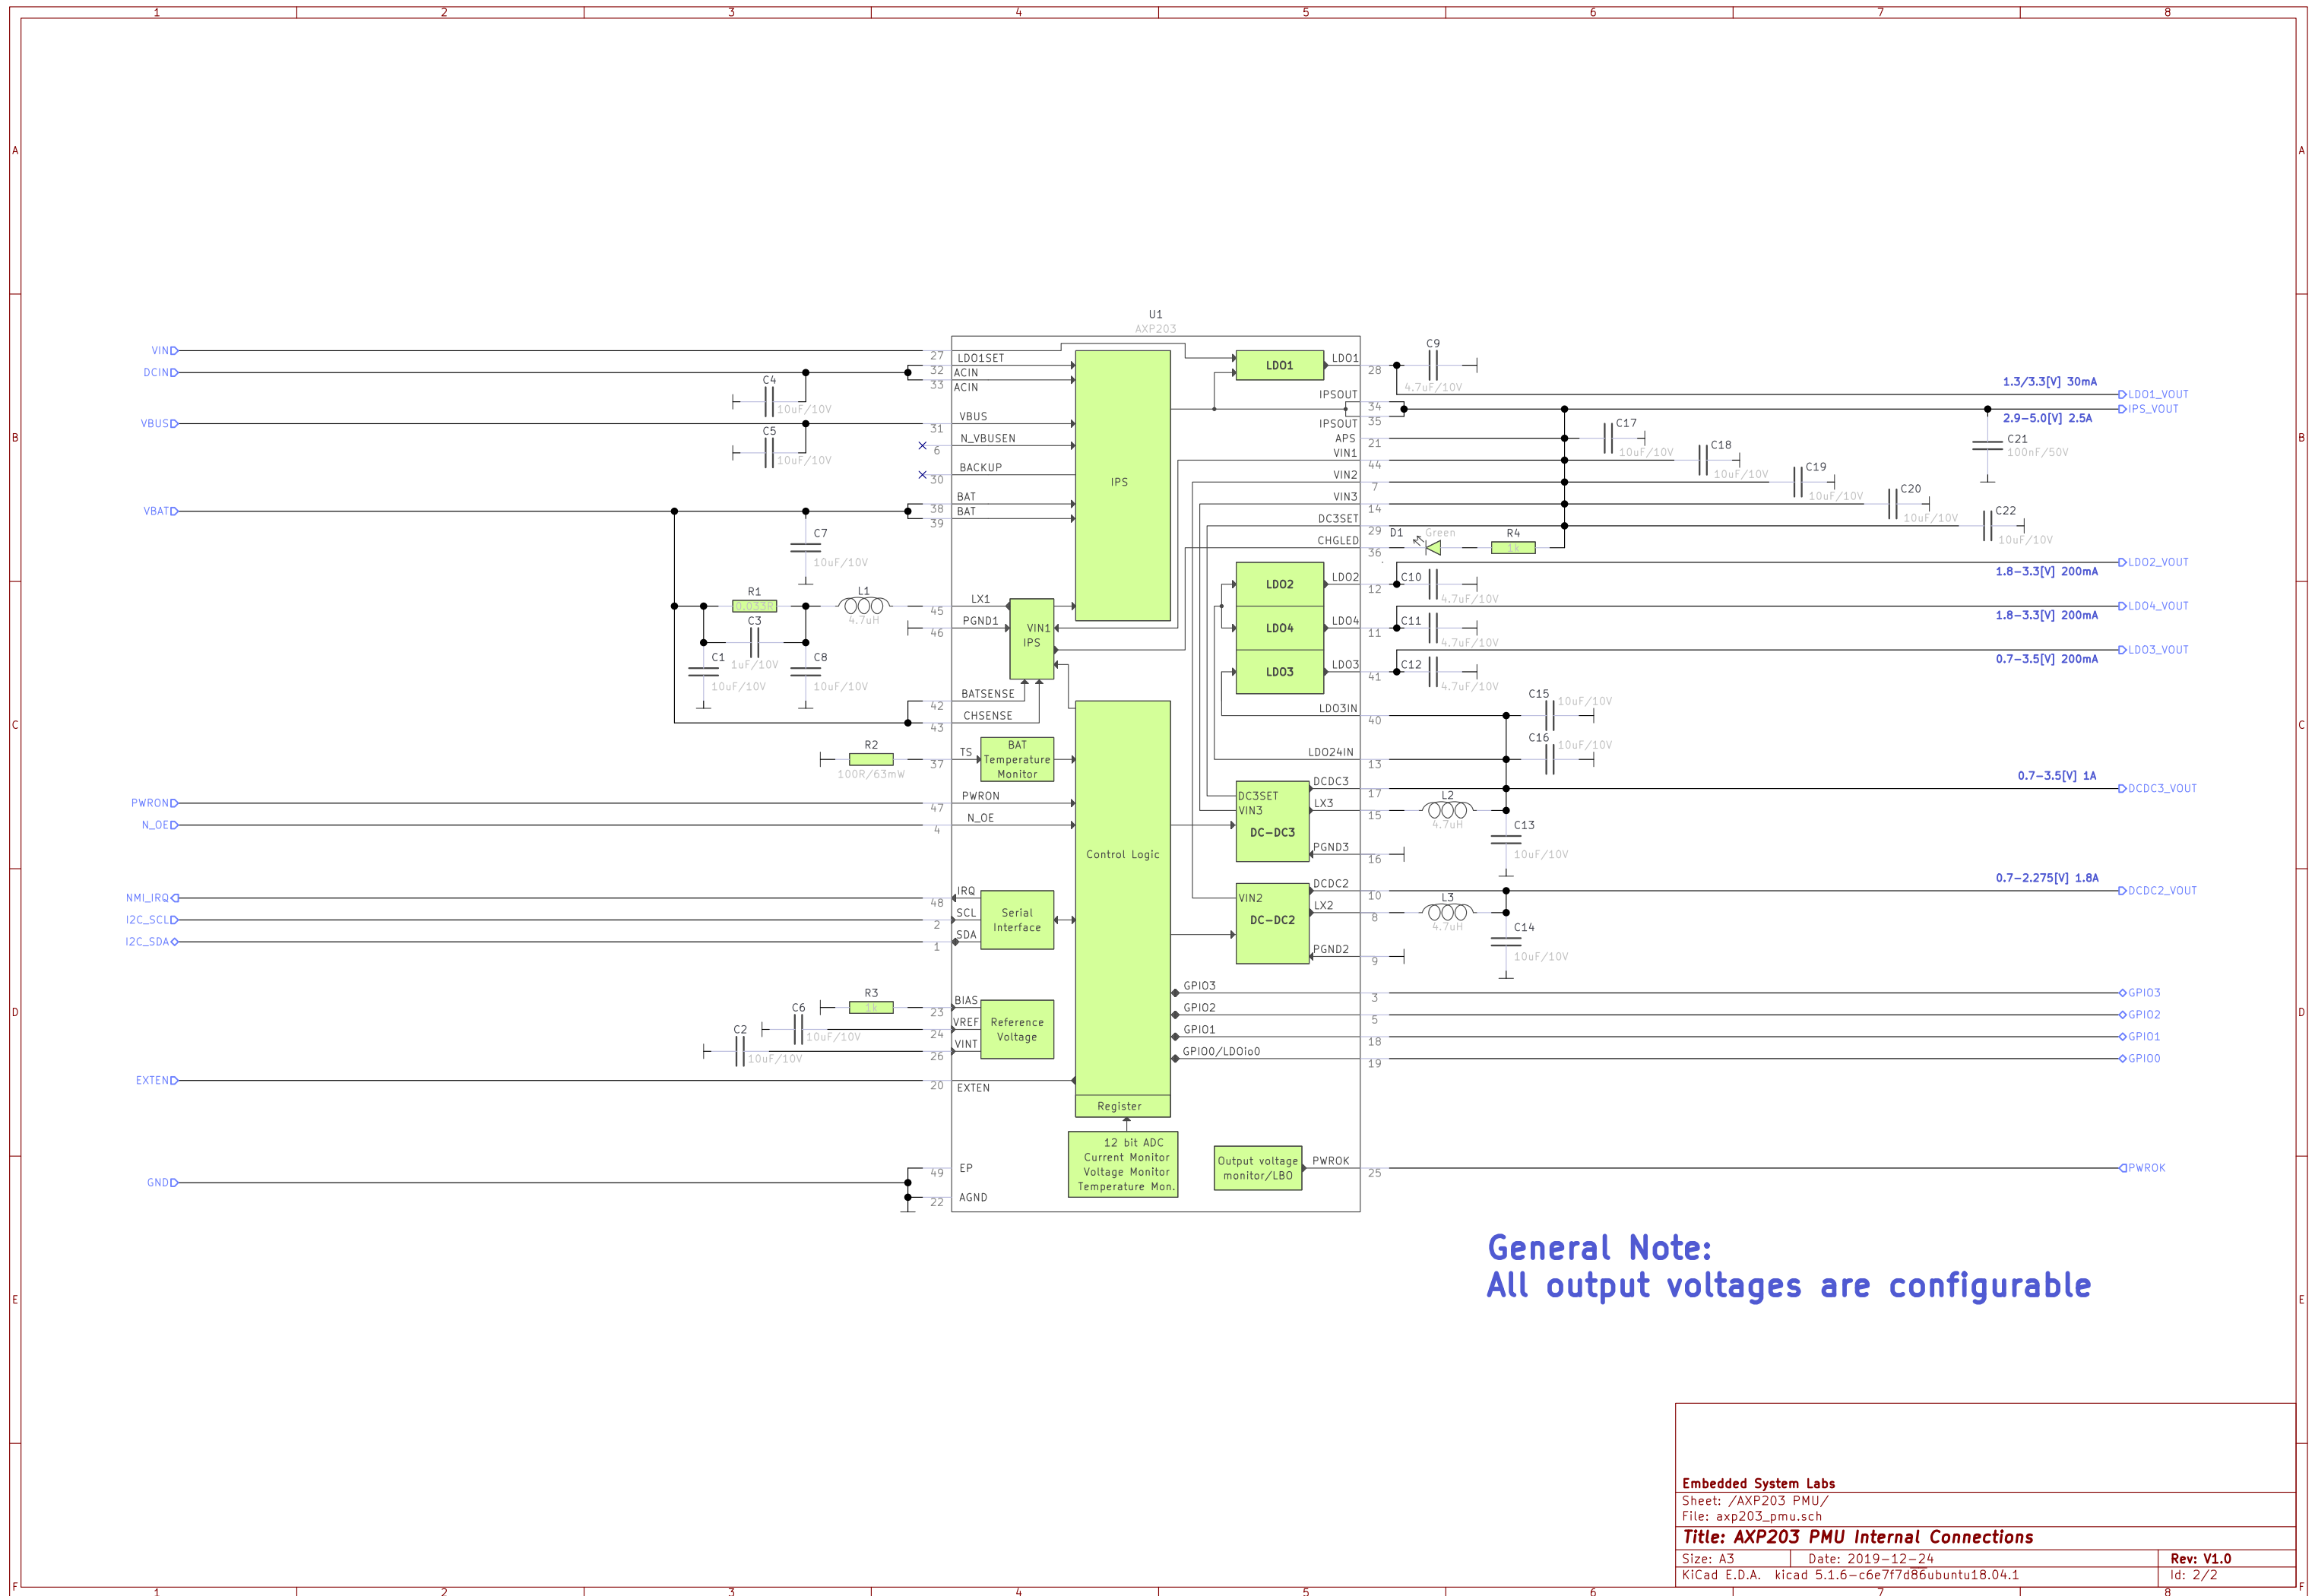 1 2 3 4 5 6 7 8
A A
U1
AXP203
VIN 27 LDO1SET
DCIN 32 ACIN
33 ACIN
C4
10uF/10V
VBUS 31 VBUS
C5
10uF/10V
6 N_VBUSEN
30 BACKUP
IPS
VBAT 38 BAT
39 BAT
C7
10uF/10V
R1
0.033R
L1
4.7uH
C3
1uF/10V
C1
10uF/10V
C8
10uF/10V
45 LX1
46 PGND1
VIN1
IPS
42 BATSENSE
43 CHSENSE
R2
100R/63mW
37 TS
BAT
Temperature
Monitor
PWRON 47 PWRON
N_OE 4 N_OE
Control Logic
NMI_IRQ 48 IRQ
I2C_SCL 2 SCL
I2C_SDA 1 SDA
Serial
Interface
R3
1k
C6
10uF/10V
C2
10uF/10V
23 BIAS
24 VREF
26 VINT
Reference
Voltage
EXTEN 20 EXTEN
Register
12 bit ADC
Current Monitor
Voltage Monitor
Temperature Mon.
GND 49 EP
22 AGND
LDO1 LDO1 28
C9
4.7uF/10V
1.3/3.3[V] 30mA
LDO1_VOUT
IPSOUT 34
IPSOUT 35
IPS_VOUT
2.9-5.0[V] 2.5A
APS 21
VIN1 44
VIN2 7
VIN3 14
DC3SET 29
CHGLED 36
C17
10uF/10V
C18
10uF/10V
C19
10uF/10V
C20
10uF/10V
C21
100nF/50V
C22
10uF/10V
D1 Green
R4
1k
LDO2 LDO2 12
C10
4.7uF/10V
LDO2_VOUT
1.8-3.3[V] 200mA
LDO4 LDO4 11
C11
4.7uF/10V
LDO4_VOUT
1.8-3.3[V] 200mA
LDO3 LDO3 41
C12
4.7uF/10V
LDO3_VOUT
0.7-3.5[V] 200mA
LDO3IN 40
C15 10uF/10V
LDO24IN 13
C16 10uF/10V
DCDC3 17
0.7-3.5[V] 1A
DCDC3_VOUT
DC3SET
VIN3
DC-DC3
LX3 15
L2
4.7uH
C13
10uF/10V
PGND3 16
DCDC2 10
0.7-2.275[V] 1.8A
DCDC2_VOUT
VIN2
DC-DC2
LX2 8
L3
4.7uH
C14
10uF/10V
PGND2 9
GPIO3 3 GPIO3
GPIO2 5 GPIO2
GPIO1 18 GPIO1
GPIO0/LDOio0 19 GPIO0
Output voltage
monitor/LBO
PWROK 25 PWROK
General Note:
All output voltages are configurable
B B
C C
D D
E E
F F
Embedded System Labs
Sheet: /AXP203 PMU/
File: axp203_pmu.sch
Title: AXP203 PMU Internal Connections
Size: A3 Date: 2019-12-24 Rev: V1.0
KiCad E.D.A. kicad 5.1.6-c6e7f7d86ubuntu18.04.1 Id: 2/2
1 2 3 4 5 6 7 8